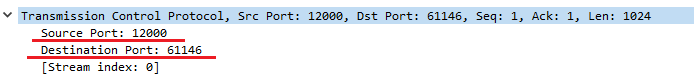 Transmission Control Protocol, Src Port: 12000, Dst Port: 61146, Seq: 1, Ack: 1, Len: 1024
Source Port: 12000
Destination Port: 61146
[Stream index: 0]